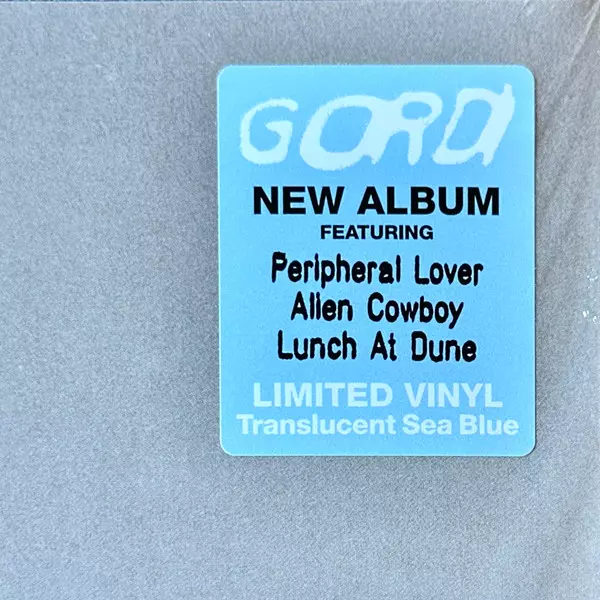 GORDI
NEW ALBUM
FEATURING
Peripheral Lover
Alien Cowboy
Lunch At Dune
LIMITED VINYL
Translucent Sea Blue